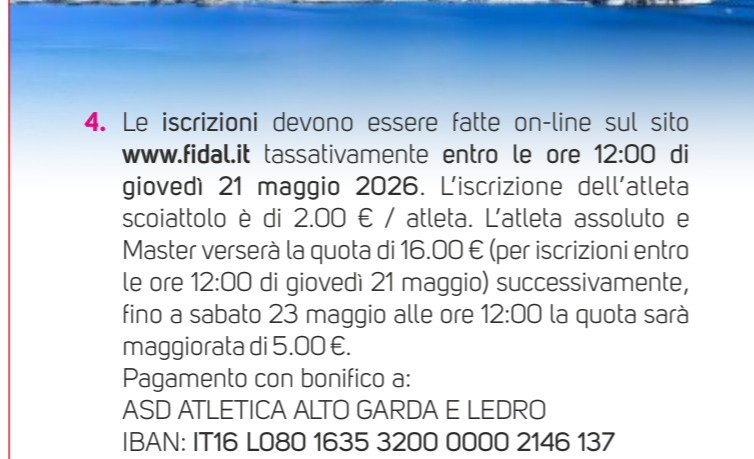 4. Le iscrizioni devono essere fatte on-line sul sito
www.fidal.it tassativamente entro le ore 12:00 di
giovedì 21 maggio 2026. L'iscrizione dell'atleta
scoiattolo è di 2.00 € / atleta. L'atleta assoluto e
Master verserà la quota di 16.00 € (per iscrizioni entro
le ore 12:00 di giovedì 21 maggio) successivamente,
fino a sabato 23 maggio alle ore 12:00 la quota sarà
maggiorata di 5.00 €.
Pagamento con bonifico a:
ASD ATLETICA ALTO GARDA E LEDRO
IBAN: IT16 L080 1635 3200 0000 2146 137